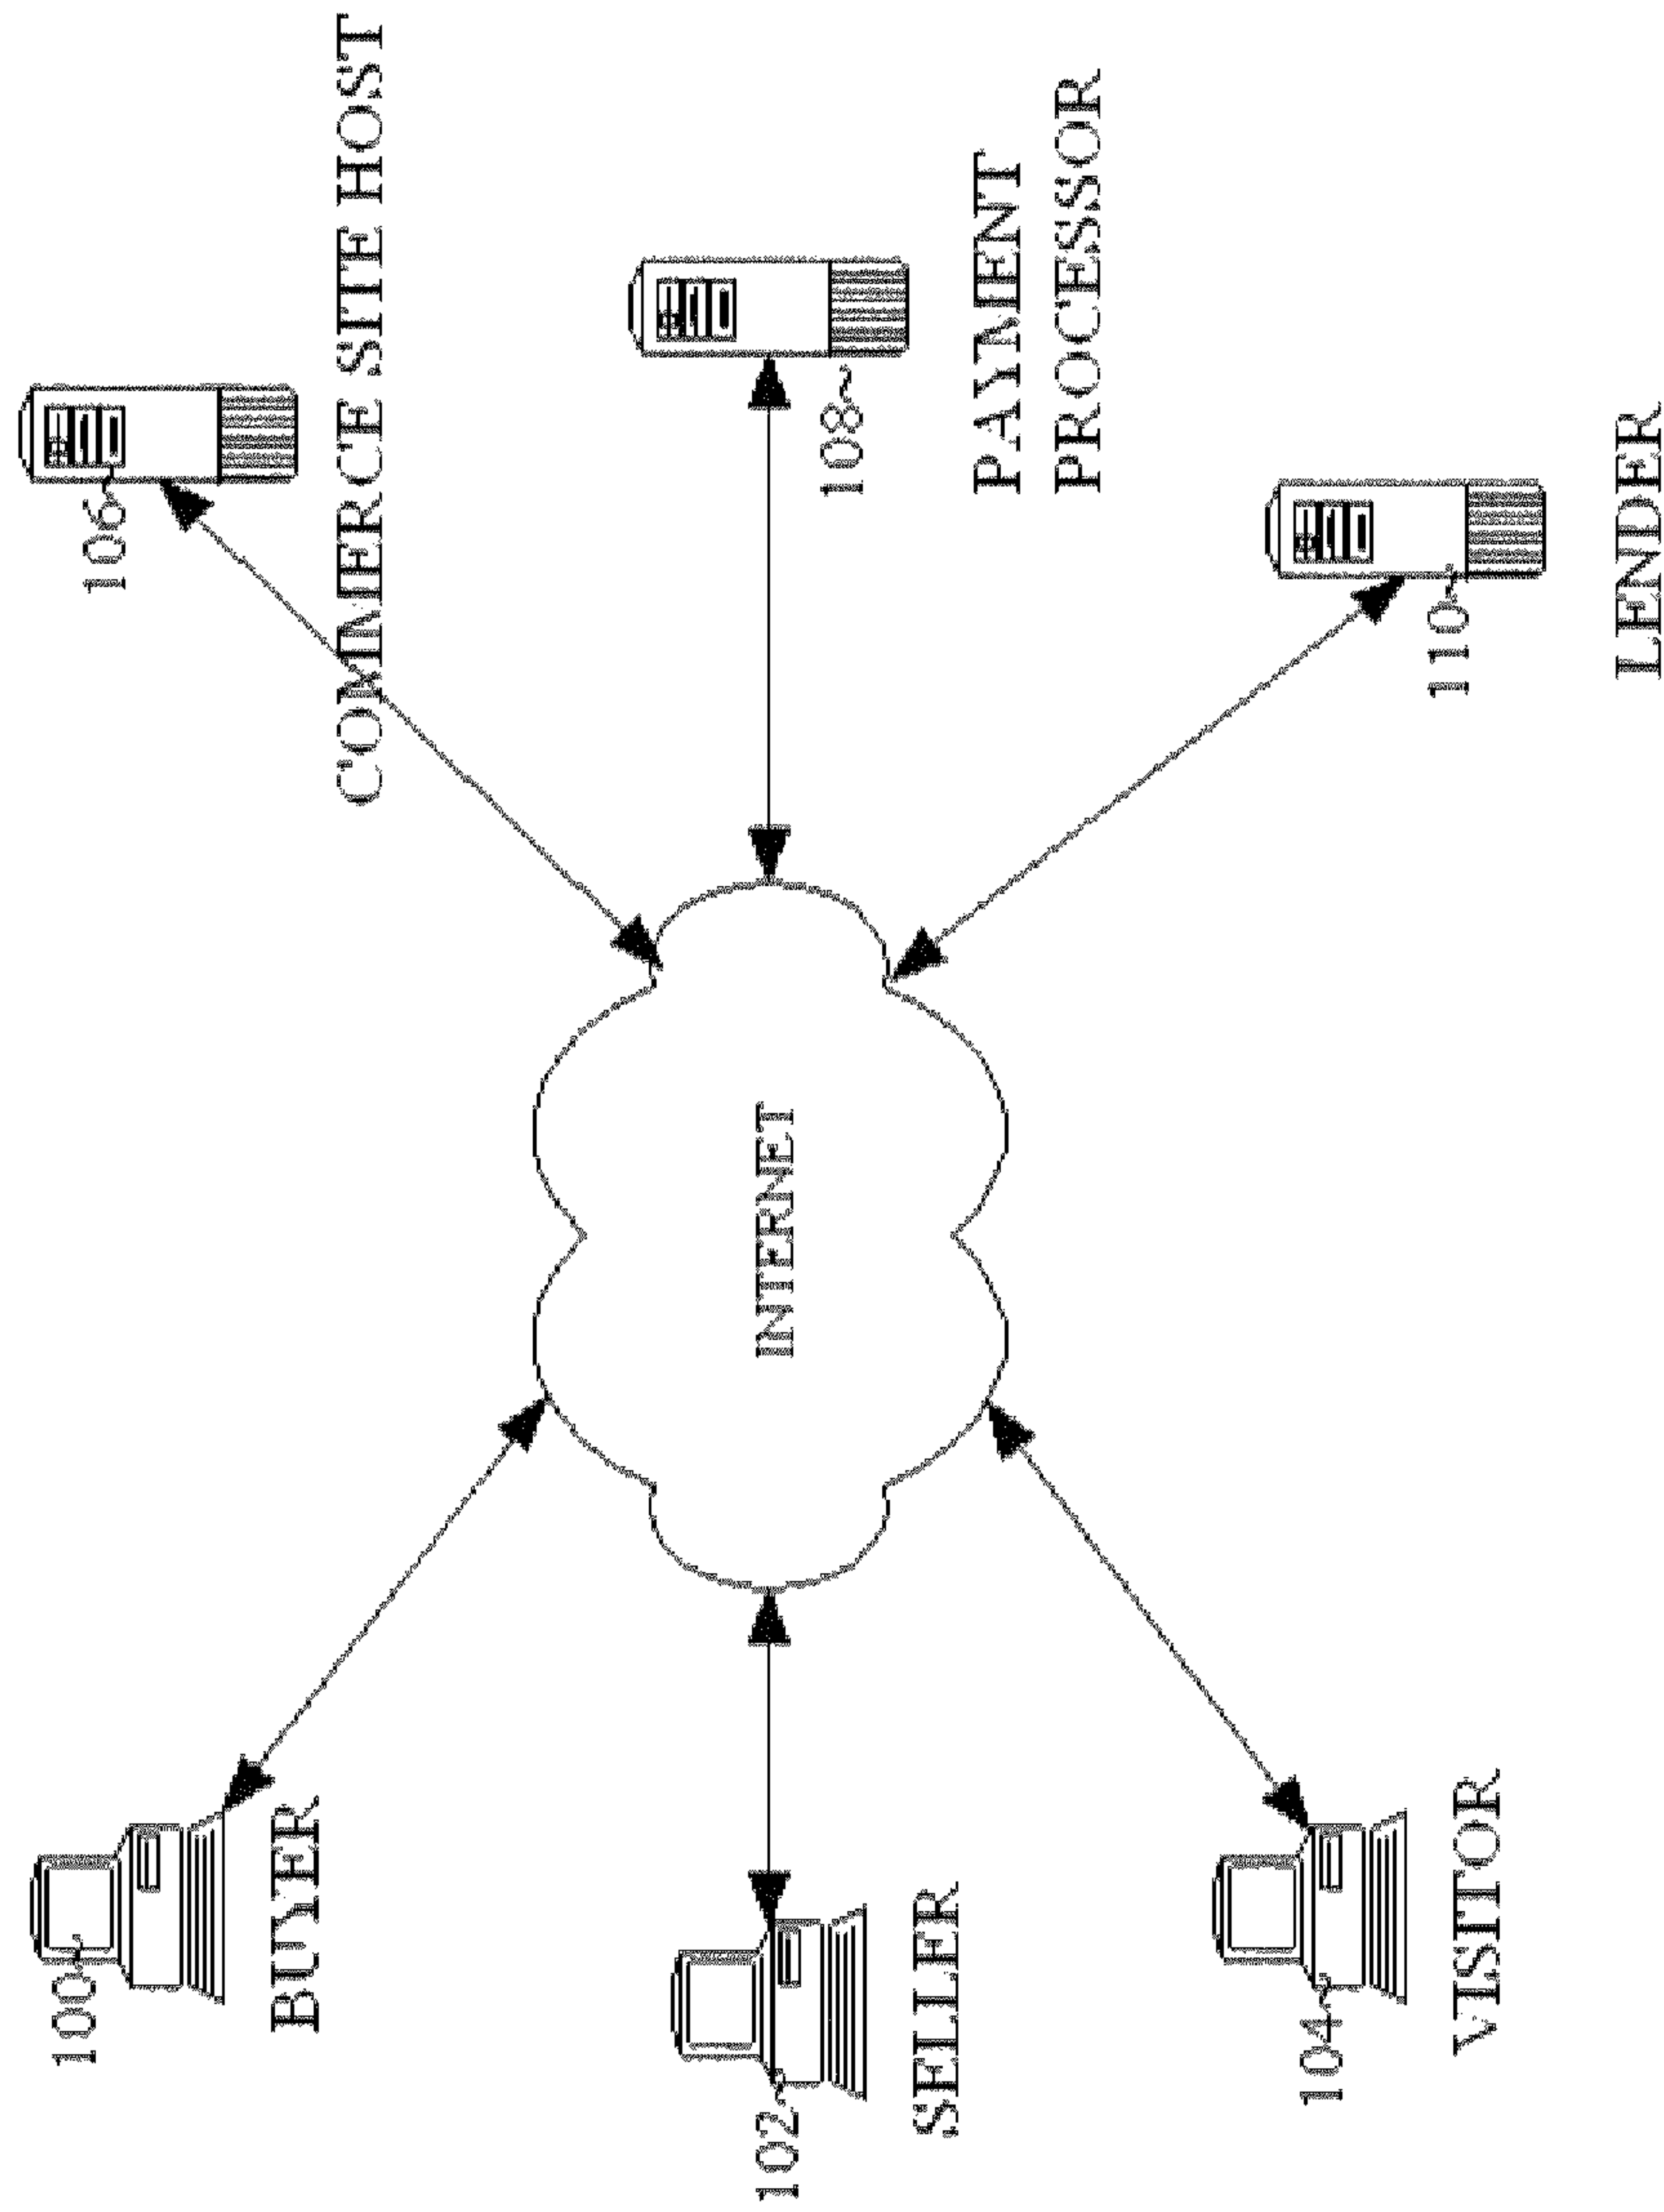 100
BUYER
102
SELLER
104
VISITOR
INTERNET
106
COMMERCE SITE HOST
108
PAYMENT
PROCESSOR
110
LENDER